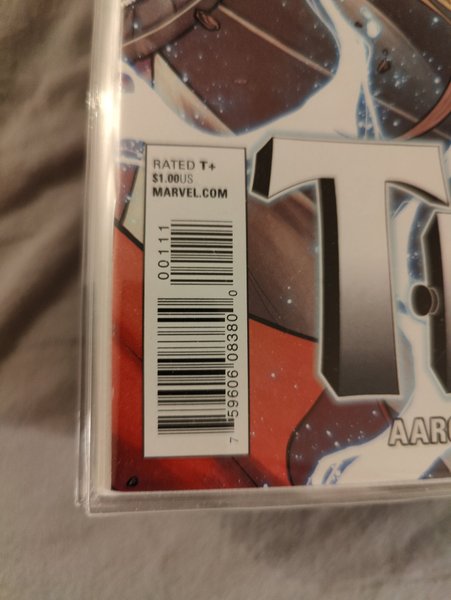 RATED T+
$1.00US
MARVEL.COM
00111
7 59606 08380 0
T
AARO